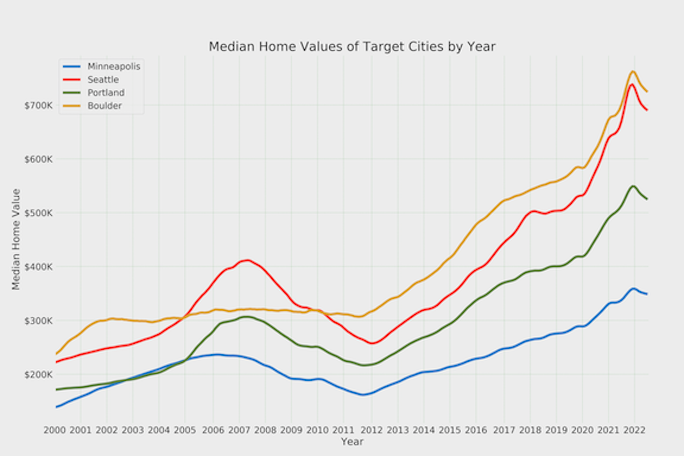 Median Home Values of Target Cities by Year
Minneapolis
Seattle
Portland
Boulder
$700K
$600K
$500K
$400K
$300K
$200K
Median Home Value
2000 2001 2002 2003 2004 2005 2006 2007 2008 2009 2010 2011 2012 2013 2014 2015 2016 2017 2018 2019 2020 2021 2022
Year